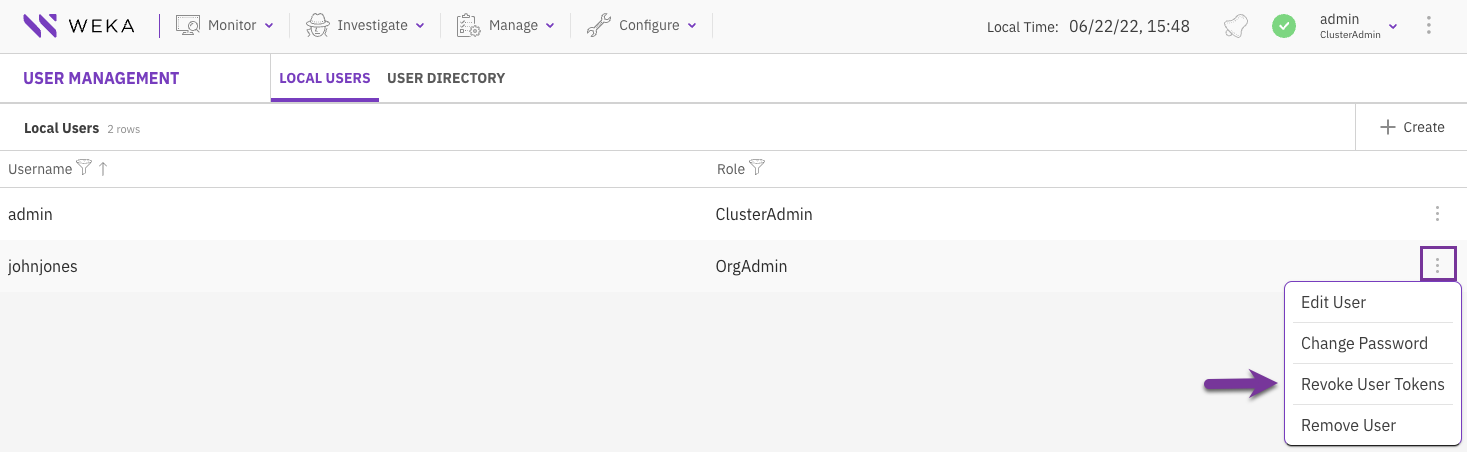 WEKA Monitor Investigate Manage Configure Local Time: 06/22/22, 15:48 admin
ClusterAdmin
USER MANAGEMENT LOCAL USERS USER DIRECTORY
Local Users 2 rows Create
Username Role
admin ClusterAdmin
johnjones OrgAdmin
Edit User
Change Password
Revoke User Tokens
Remove User